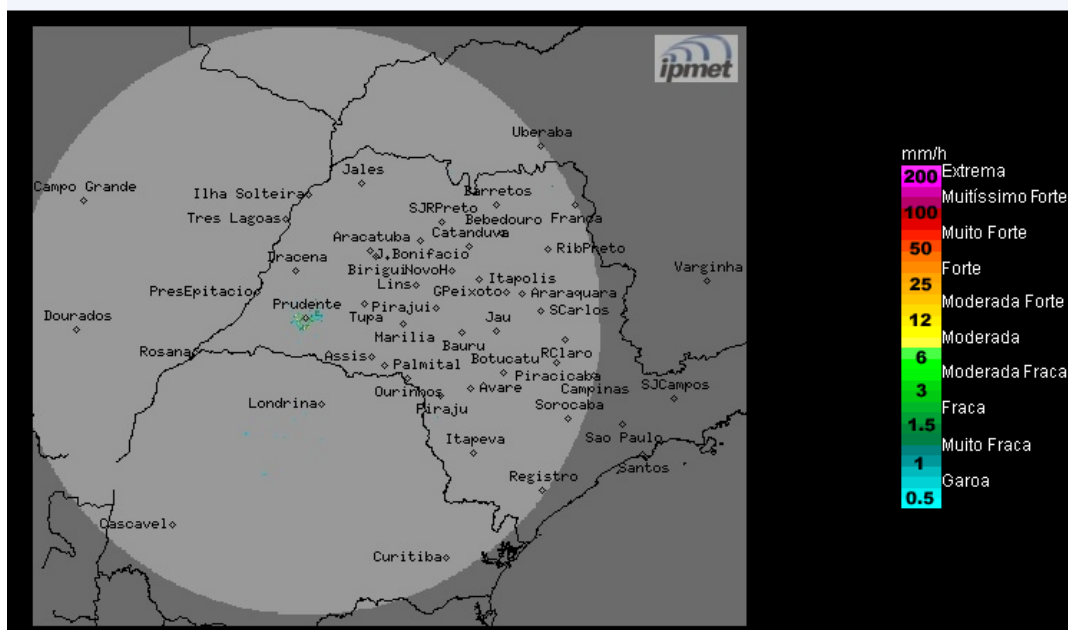 ipmet
Uberaba
Jales
Campo Grande
Ilha Solteira
Barretos
SJRPreto
Tres Lagoas
Bebedouro
Franca
Aracatuba
Catanduva
J.Bonifacio
RibPreto
Dracena
Birigui
NovoH
Varginha
Lins
Itapolis
PresEpitacio
GPeixoto
Araraquara
Prudente
Pirajui
SCarlos
Dourados
Tupa
Jau
Marilia
Bauru
Rosana
Assis
Botucatu
RClaro
Palmital
Piracicaba
SJCampos
Ourinhos
Avare
Campinas
Londrina
Piraju
Sorocaba
Itapeva
Sao Paulo
Santos
Registro
Cascavel
Curitiba
mm/h
200 Extrema
Muitíssimo Forte
100
Muito Forte
50
Forte
25
Moderada Forte
12
Moderada
6
Moderada Fraca
3
Fraca
1.5
Muito Fraca
1
Garoa
0.5